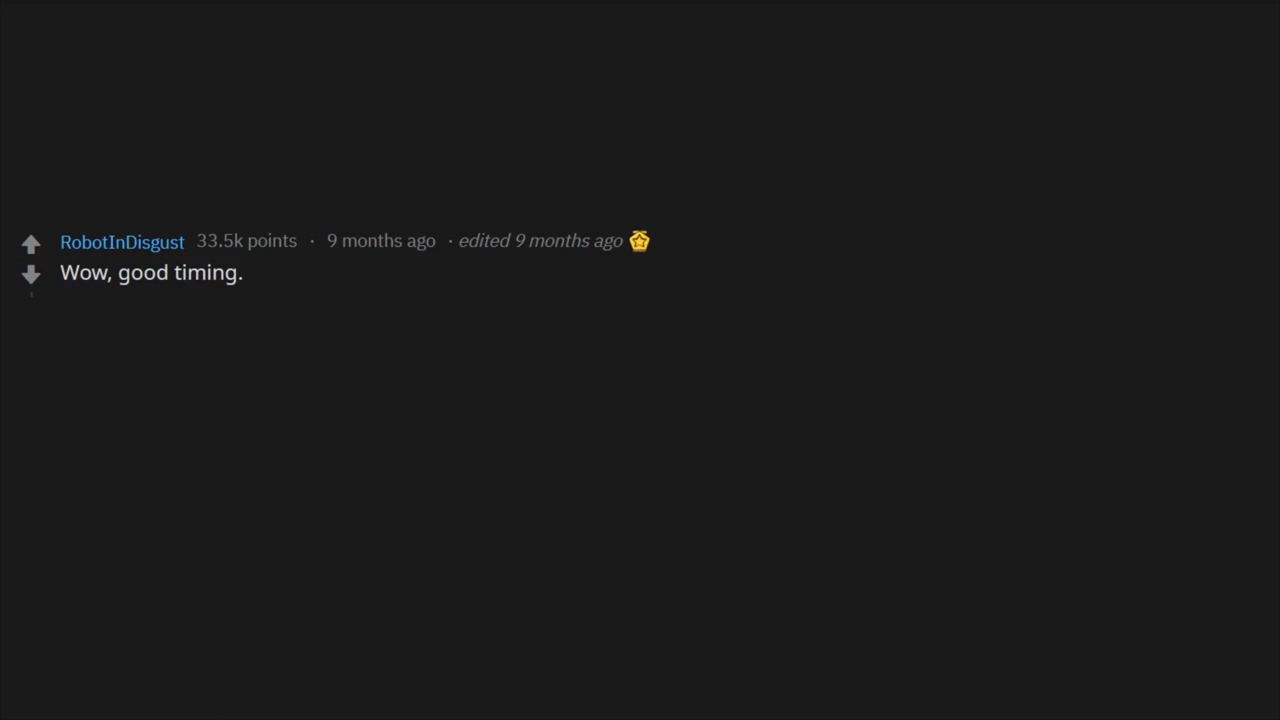 RobotInDisgust 33.5k points · 9 months ago · edited 9 months ago
Wow, good timing.